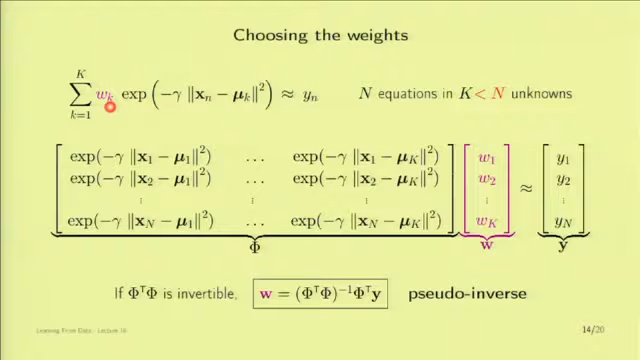 Choosing the weights
K
∑ w_k exp(−γ ‖x_n − μ_k‖²) ≈ y_n N equations in K < N unknowns
k=1
exp(−γ ‖x_1 − μ_1‖²) ... exp(−γ ‖x_1 − μ_K‖²) w_1 y_1
exp(−γ ‖x_2 − μ_1‖²) ... exp(−γ ‖x_2 − μ_K‖²) w_2 ≈ y_2
⋮ ⋮ ⋮ ⋮ ⋮
exp(−γ ‖x_N − μ_1‖²) ... exp(−γ ‖x_N − μ_K‖²) w_K y_N
Φ w y
If ΦᵀΦ is invertible, w = (ΦᵀΦ)⁻¹Φᵀy pseudo-inverse
Learning From Data - Lecture 16 14/20